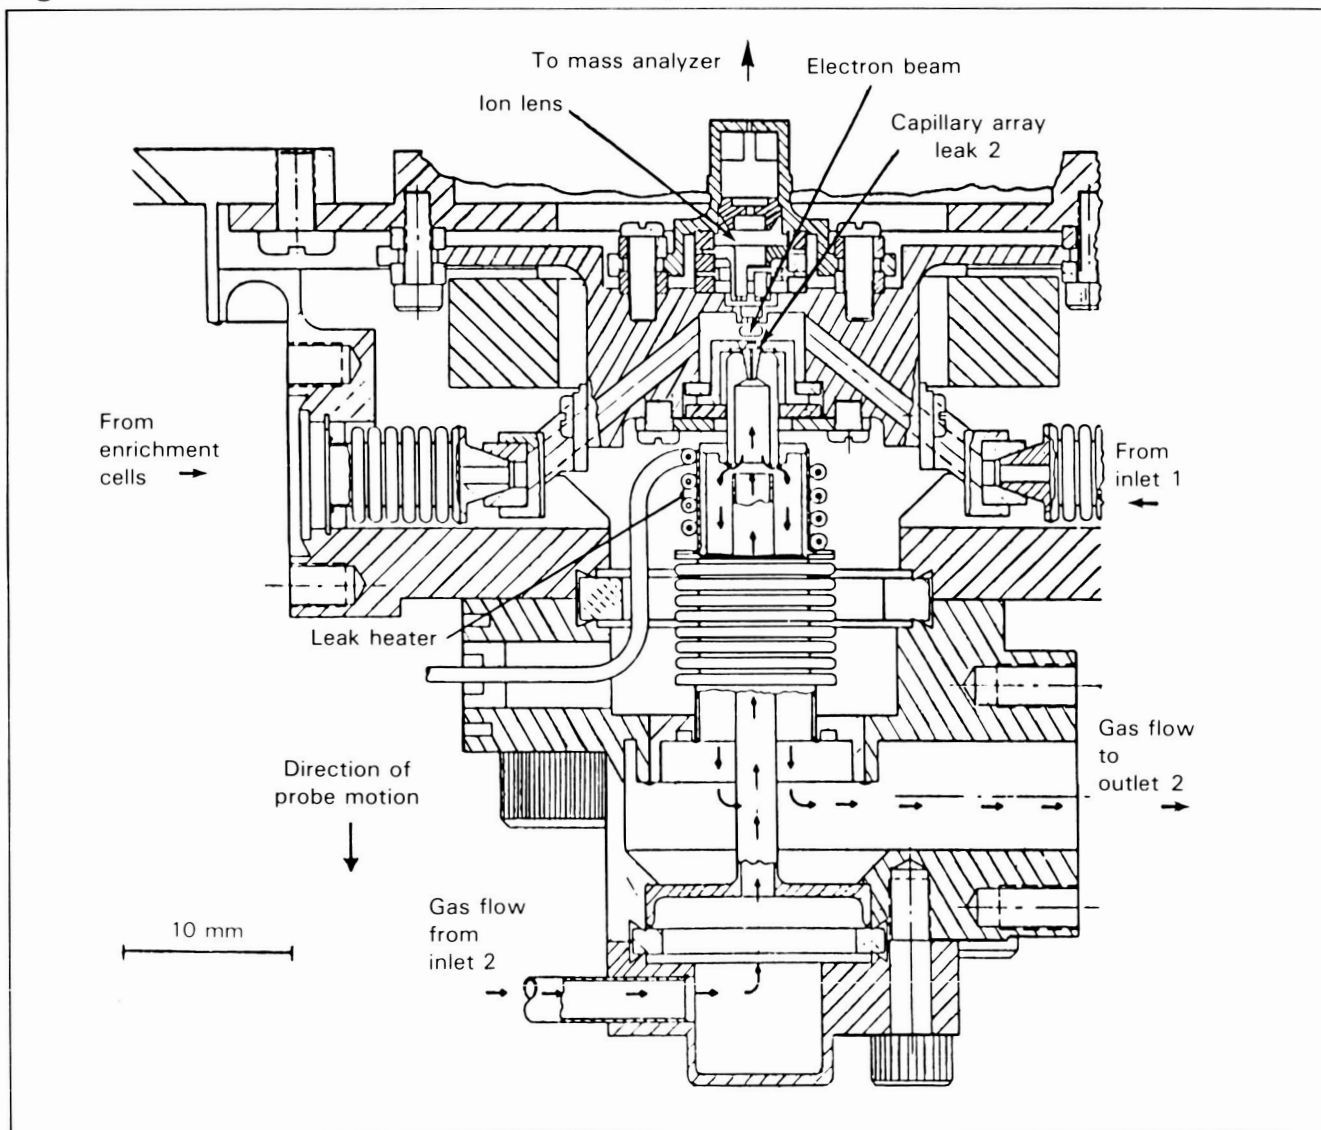 To mass analyzer
Electron beam
Ion lens
Capillary array
leak 2
From
enrichment
cells
From
inlet 1
Leak heater
Direction of
probe motion
Gas flow
to
outlet 2
Gas flow
from
inlet 2
10 mm